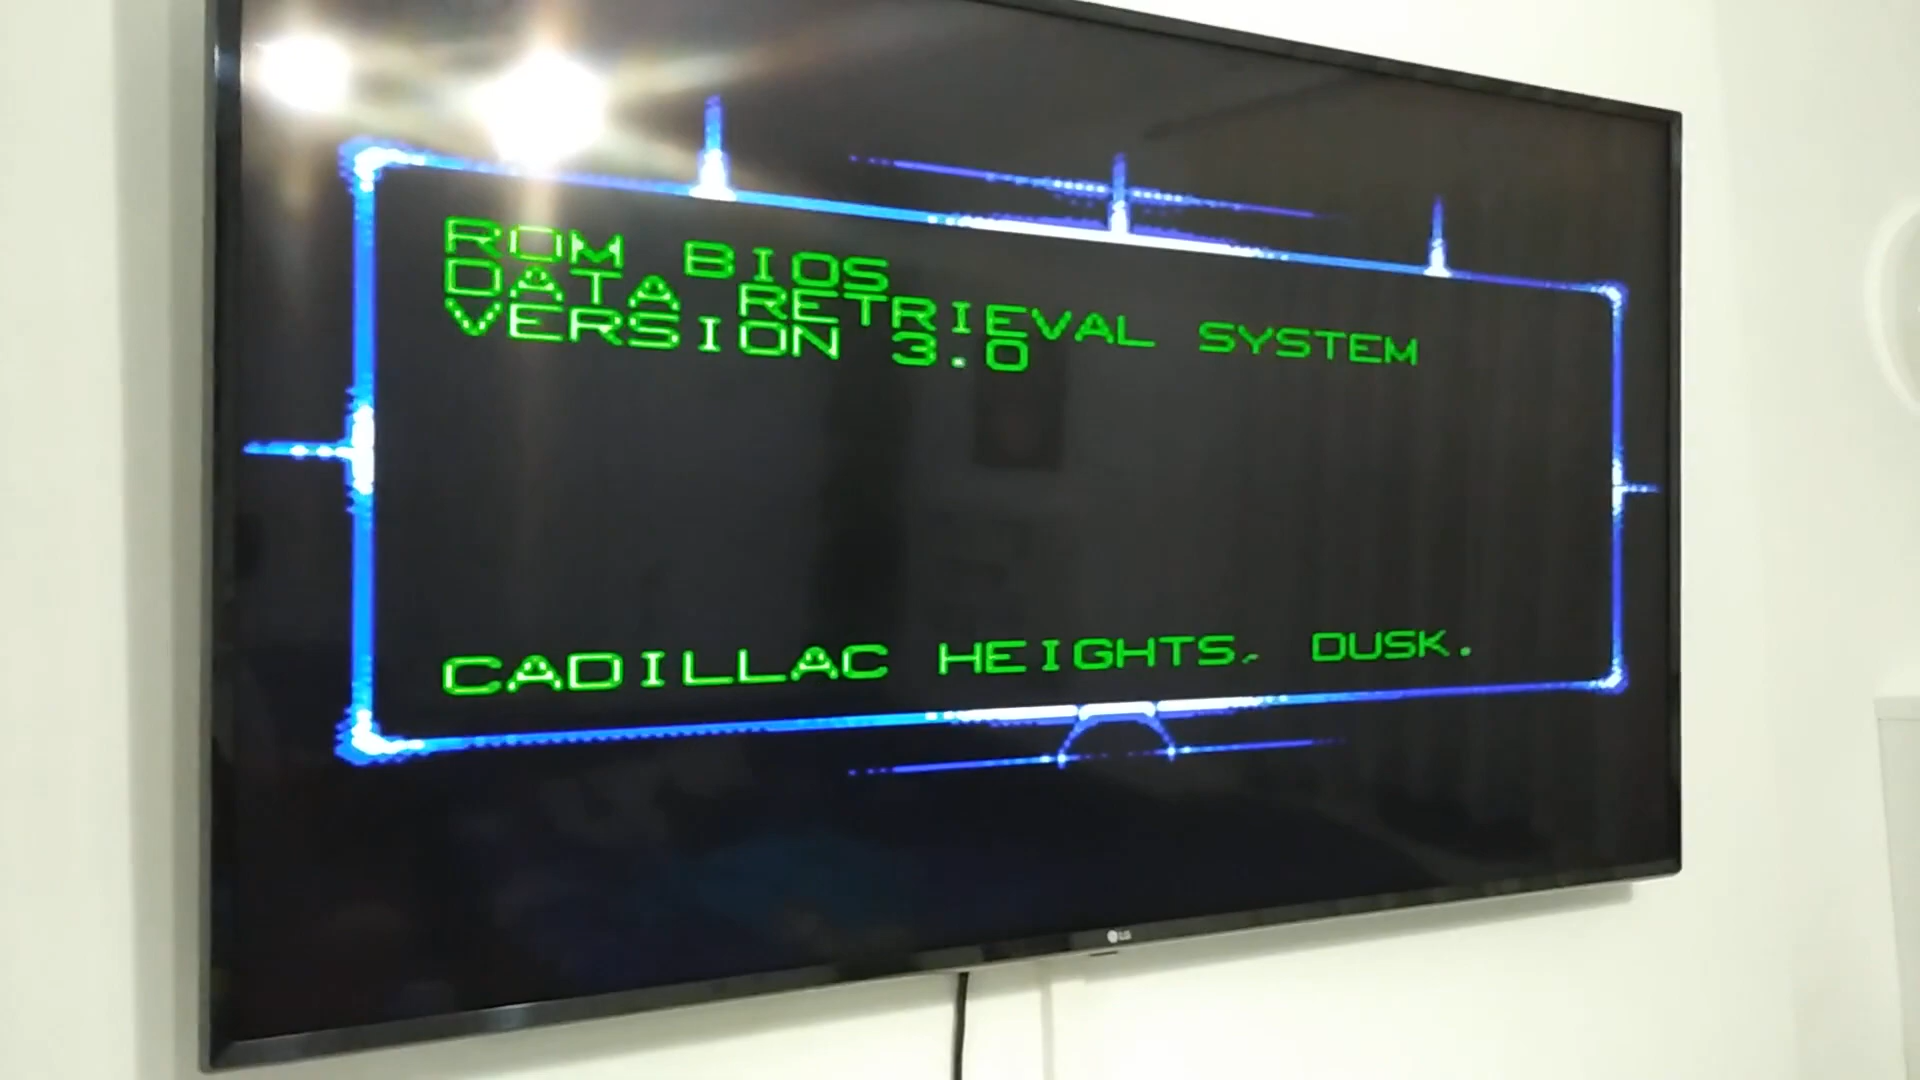 ROM BIOS
DATA RETRIEVAL SYSTEM
VERSION 3.0
CADILLAC HEIGHTS, DUSK.
LG